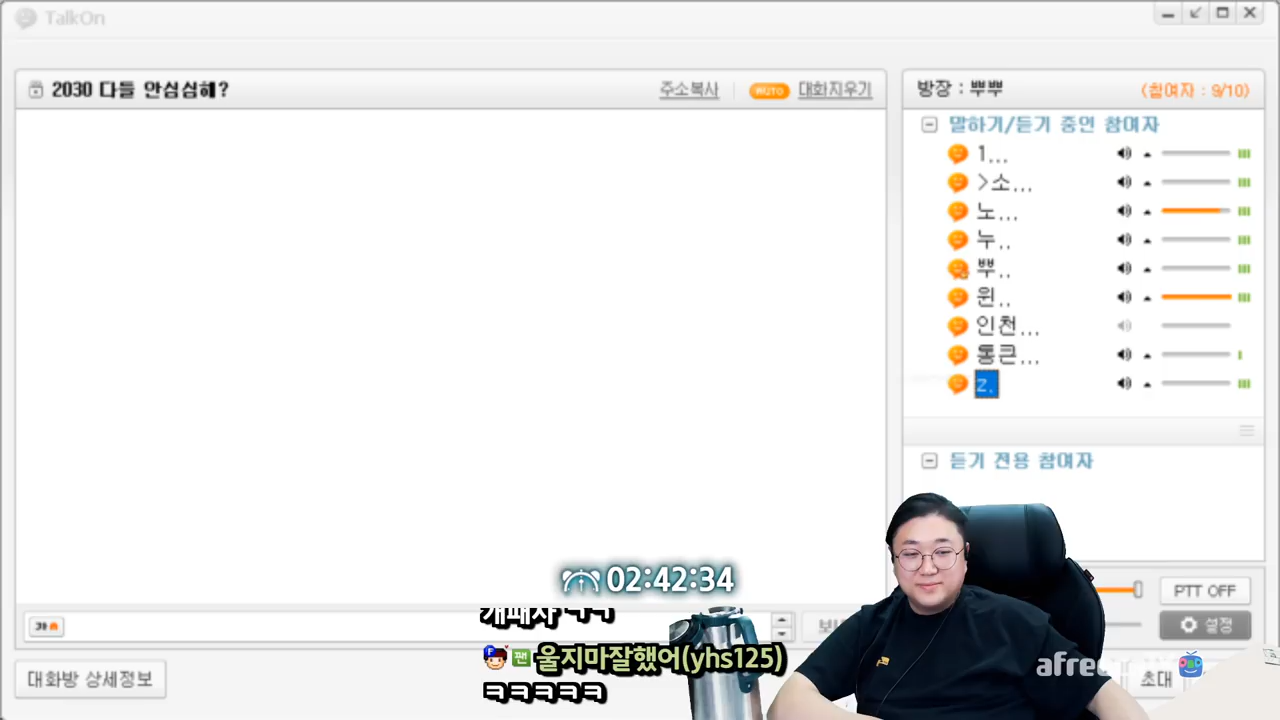 TalkOn
2030 다들 안심심해?
주소복사
AUTO
대화지우기
방장 : 뿌뿌
(참여자 : 9/10)
말하기/듣기 중인 참여자
1...
>소...
노...
누..
뿌..
윈..
인천...
통큰...
z.
듣기 전용 참여자
02:42:34
PTT OFF
설정
가
팬 울지마잘했어(yhs125)
ㅋㅋㅋㅋㅋ
대화방 상세정보
초대